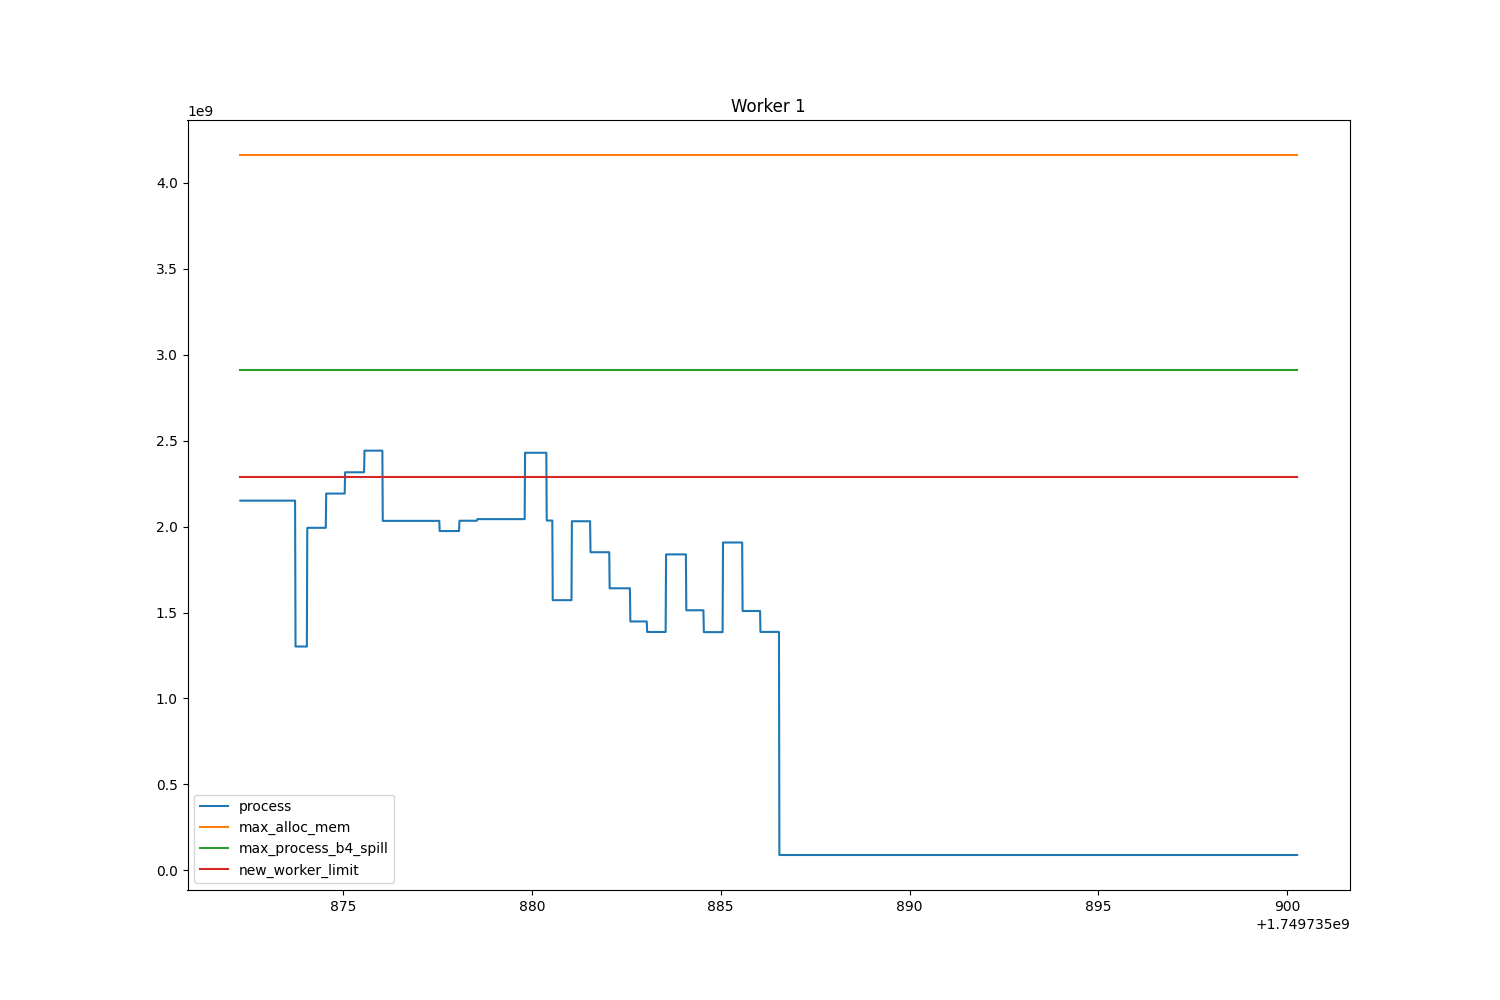 Worker 1
1e9
4.0
3.5
3.0
2.5
2.0
1.5
1.0
0.5
0.0
process
max_alloc_mem
max_process_b4_spill
new_worker_limit
875 880 885 890 895 900
+1.749735e9